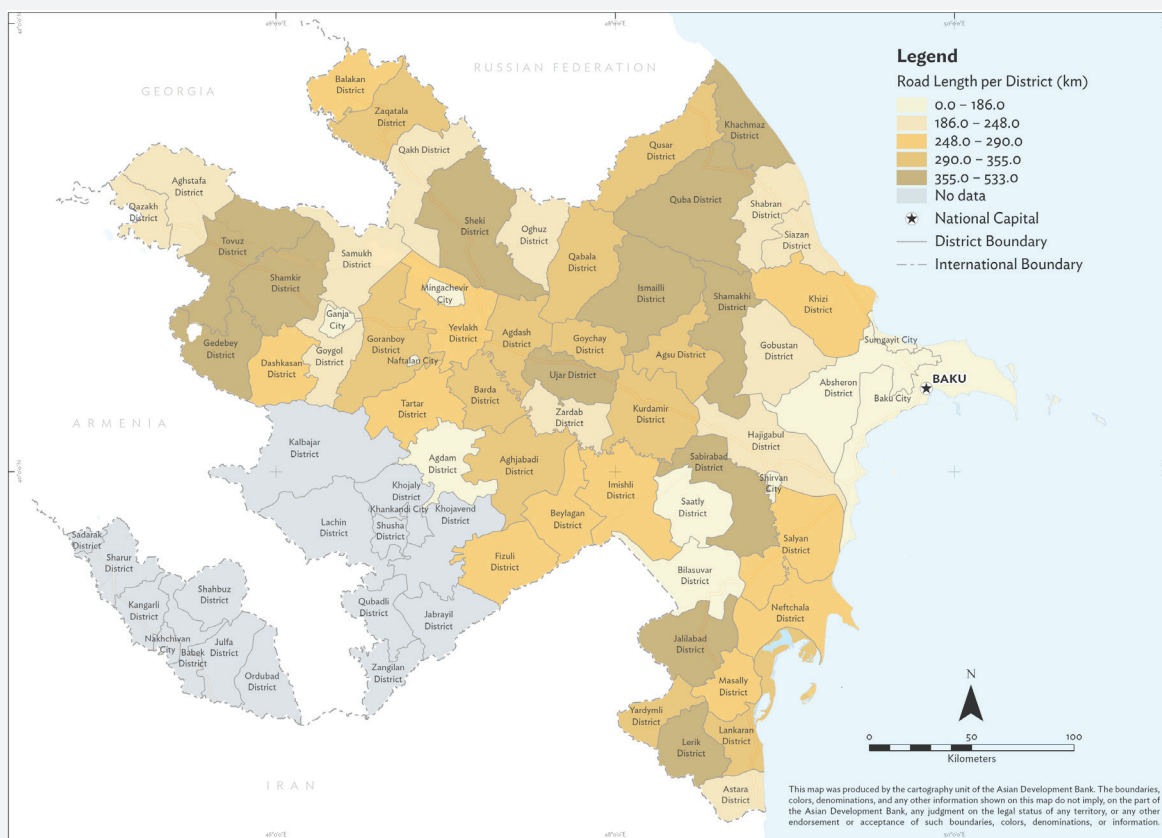 GEORGIA
RUSSIAN FEDERATION
ARMENIA
IRAN
Legend
Road Length per District (km)
0.0 – 186.0
186.0 – 248.0
248.0 – 290.0
290.0 – 355.0
355.0 – 533.0
No data
National Capital
District Boundary
International Boundary
Balakan
District
Zaqatala
District
Qakh District
Khachmaz
District
Qusar
District
Aghstafa
District
Qazakh
District
Quba District
Shabran
District
Siazan
District
Sheki
District
Oghuz
District
Tovuz
District
Samukh
District
Qabala
District
Shamkir
District
Mingachevir
City
Ismailli
District
Shamakhi
District
Khizi
District
Ganja
City
Gedebey
District
Goygol
District
Goranboy
District
Naftalan City
Yevlakh
District
Agdash
District
Goychay
District
Agsu District
Gobustan
District
Sumgayit City
Dashkasan
District
Ujar District
Absheron
District
Baku City
BAKU
Tartar
District
Barda
District
Zardab
District
Kurdamir
District
Kalbajar
District
Agdam
District
Aghjabadi
District
Hajigabul
District
Sabirabad
District
Shirvan
City
Khojaly
District
Khankandi City
Khojavend
District
Imishli
District
Saatly
District
Lachin
District
Shusha
District
Beylagan
District
Salyan
District
Sadarak
District
Sharur
District
Fizuli
District
Bilasuvar
District
Shahbuz
District
Kangarli
District
Qubadli
District
Jabrayil
District
Neftchala
District
Nakhchivan
City
Babek
District
Julfa
District
Jalilabad
District
Zangilan
District
Ordubad
District
Masally
District
Yardymli
District
Lerik
District
Lankaran
District
Astara
District
N
0
50
100
Kilometers
This map was produced by the cartography unit of the Asian Development Bank. The boundaries,
colors, denominations, and any other information shown on this map do not imply, on the part of
the Asian Development Bank, any judgment on the legal status of any territory, or any other
endorsement or acceptance of such boundaries, colors, denominations, or information.